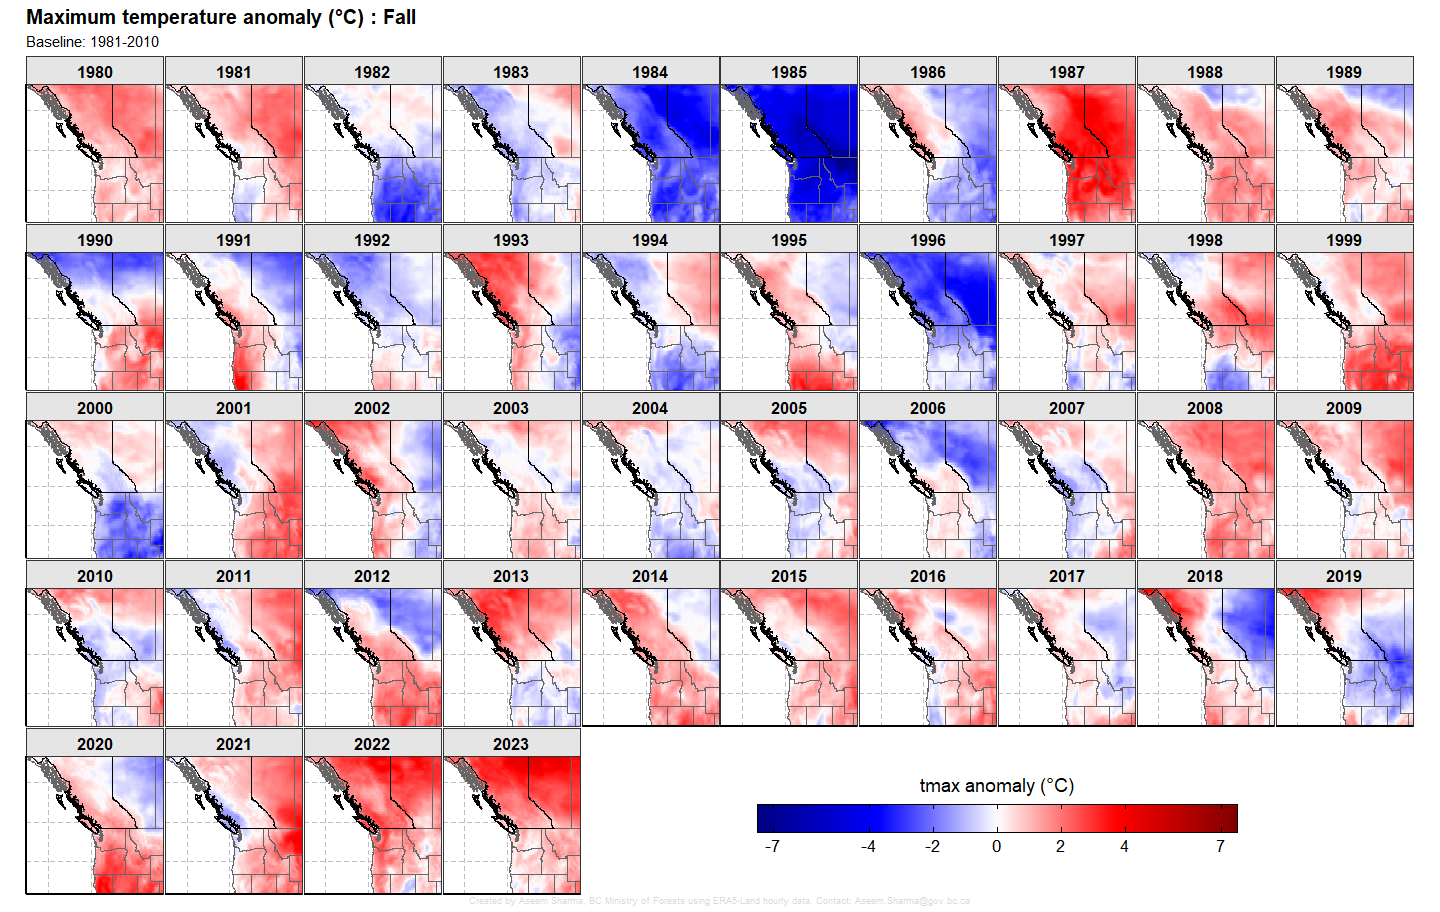 Maximum temperature anomaly (°C) : Fall
Baseline: 1981-2010
1980 1981 1982 1983 1984 1985 1986 1987 1988 1989
1990 1991 1992 1993 1994 1995 1996 1997 1998 1999
2000 2001 2002 2003 2004 2005 2006 2007 2008 2009
2010 2011 2012 2013 2014 2015 2016 2017 2018 2019
2020 2021 2022 2023
tmax anomaly (°C)
-7 -4 -2 0 2 4 7
Created by Aseem Sharma, BC Ministry of Forests using ERA5-Land hourly data. Contact: Aseem.Sharma@gov.bc.ca